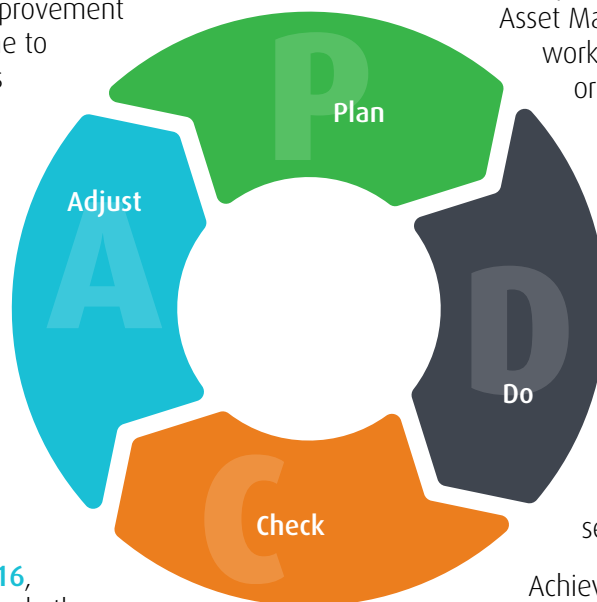 provement
e to
s
Asset Ma
work
or
P
Plan
Adjust
A
D
Do
C
Check
se
16,
Achiev